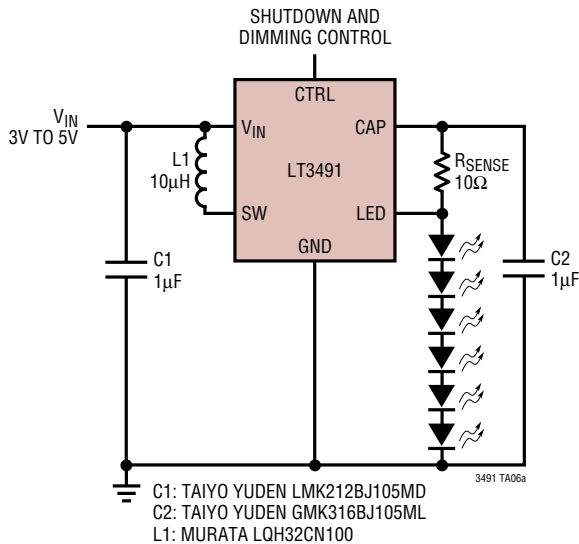 SHUTDOWN AND
DIMMING CONTROL
CTRL
VIN
3V TO 5V
VIN
CAP
L1
10µH
LT3491
RSENSE
10Ω
SW
LED
GND
C1
1µF
C2
1µF
3491 TA06a
C1: TAIYO YUDEN LMK212BJ105MD
C2: TAIYO YUDEN GMK316BJ105ML
L1: MURATA LQH32CN100